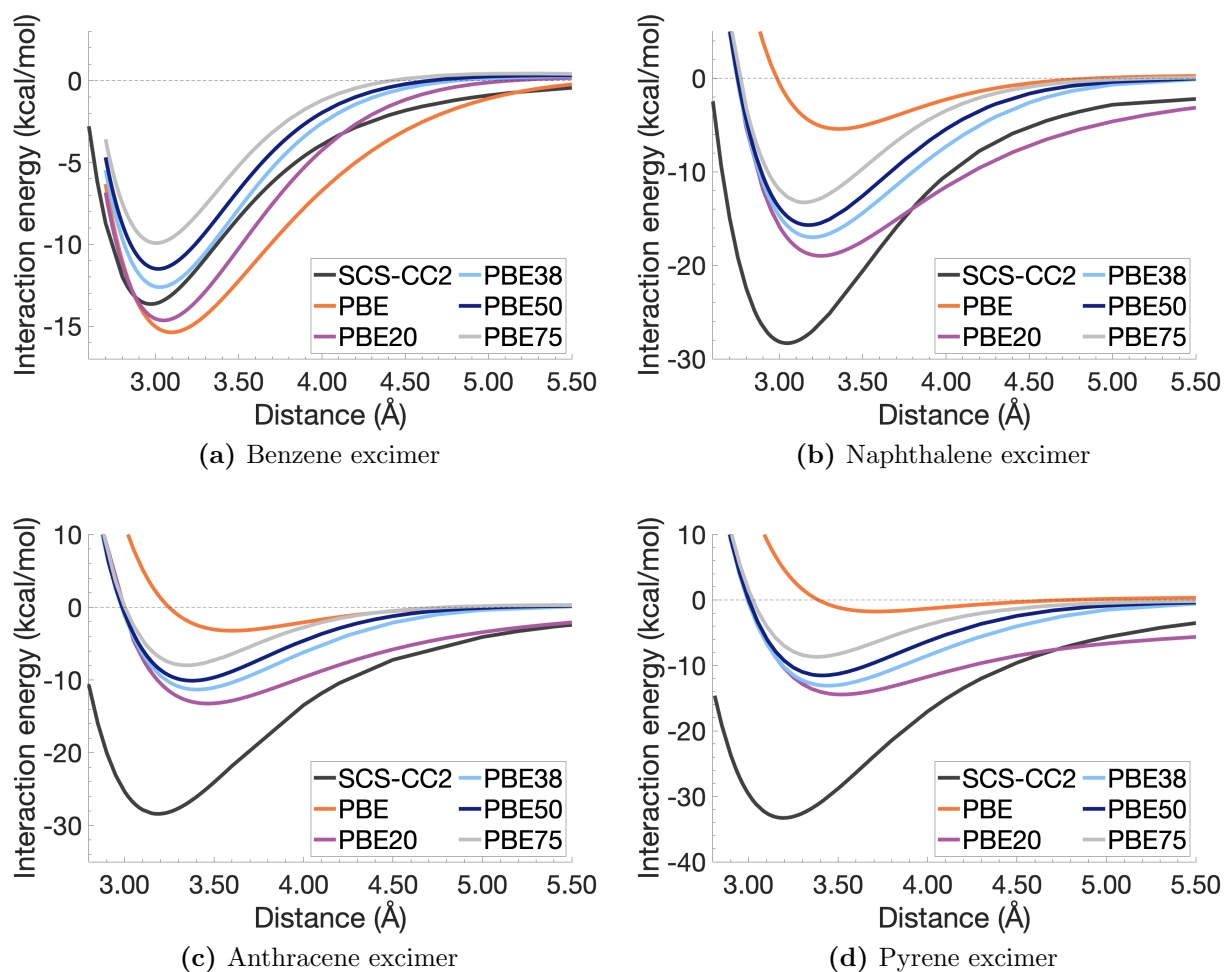 0
-5
-10
-15
Interaction energy (kcal/mol)
3.00 3.50 4.00 4.50 5.00 5.50
Distance (Å)
SCS-CC2 PBE38
PBE PBE50
PBE20 PBE75
(a) Benzene excimer
0
-10
-20
-30
Interaction energy (kcal/mol)
3.00 3.50 4.00 4.50 5.00 5.50
Distance (Å)
SCS-CC2 PBE38
PBE PBE50
PBE20 PBE75
(b) Naphthalene excimer
10
0
-10
-20
-30
Interaction energy (kcal/mol)
3.00 3.50 4.00 4.50 5.00 5.50
Distance (Å)
SCS-CC2 PBE38
PBE PBE50
PBE20 PBE75
(c) Anthracene excimer
10
0
-10
-20
-30
-40
Interaction energy (kcal/mol)
3.00 3.50 4.00 4.50 5.00 5.50
Distance (Å)
SCS-CC2 PBE38
PBE PBE50
PBE20 PBE75
(d) Pyrene excimer